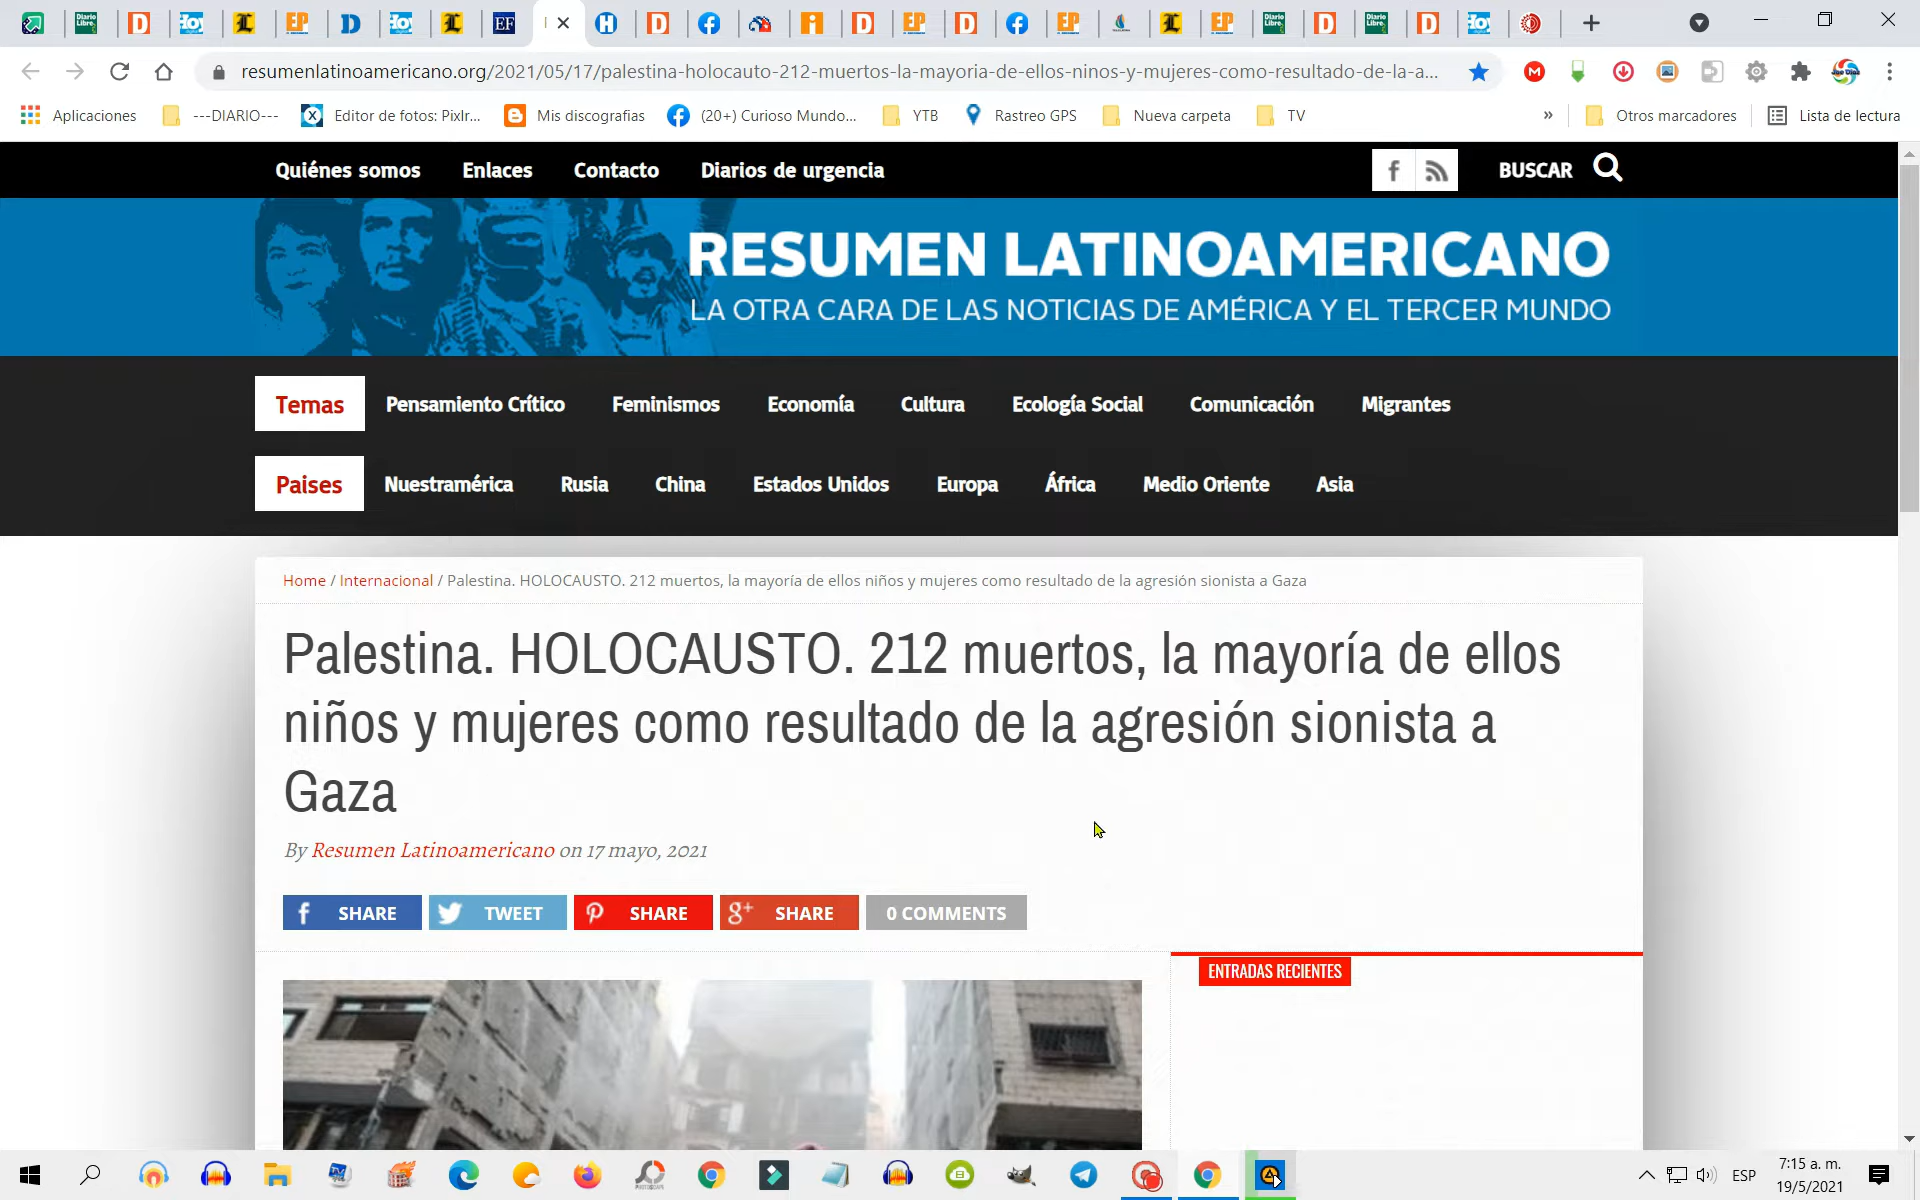 resumenlatinoamericano.org/2021/05/17/palestina-holocauto-212-muertos-la-mayoria-de-ellos-ninos-y-mujeres-como-resultado-de-la-a...
Aplicaciones ---DIARIO--- Editor de fotos: Pixlr... Mis discografias (20+) Curioso Mundo... YTB Rastreo GPS Nueva carpeta TV » Otros marcadores Lista de lectura
Quiénes somos Enlaces Contacto Diarios de urgencia BUSCAR
RESUMEN LATINOAMERICANO
LA OTRA CARA DE LAS NOTICIAS DE AMÉRICA Y EL TERCER MUNDO
Temas Pensamiento Crítico Feminismos Economía Cultura Ecología Social Comunicación Migrantes
Paises Nuestramérica Rusia China Estados Unidos Europa África Medio Oriente Asia
Home / Internacional / Palestina. HOLOCAUSTO. 212 muertos, la mayoría de ellos niños y mujeres como resultado de la agresión sionista a Gaza
Palestina. HOLOCAUSTO. 212 muertos, la mayoría de ellos
niños y mujeres como resultado de la agresión sionista a
Gaza
By Resumen Latinoamericano on 17 mayo, 2021
SHARE TWEET SHARE SHARE 0 COMMENTS
ENTRADAS RECIENTES
ESP
7:15 a. m.
19/5/2021